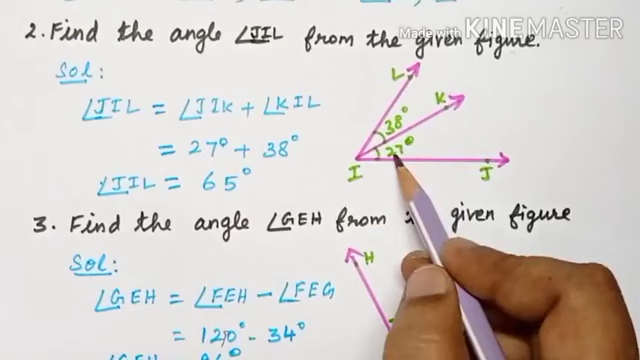 Made with KINEMASTER
2. Find the angle ∠JIL from the given figure.
Sol:
∠JIL = ∠JIK + ∠KIL
= 27° + 38°
∠JIL = 65°
L
K
38°
27°
I
J
3. Find the angle ∠GEH from given figure
Sol:
∠GEH = ∠FEH − ∠FEG
= 120° − 34°
H